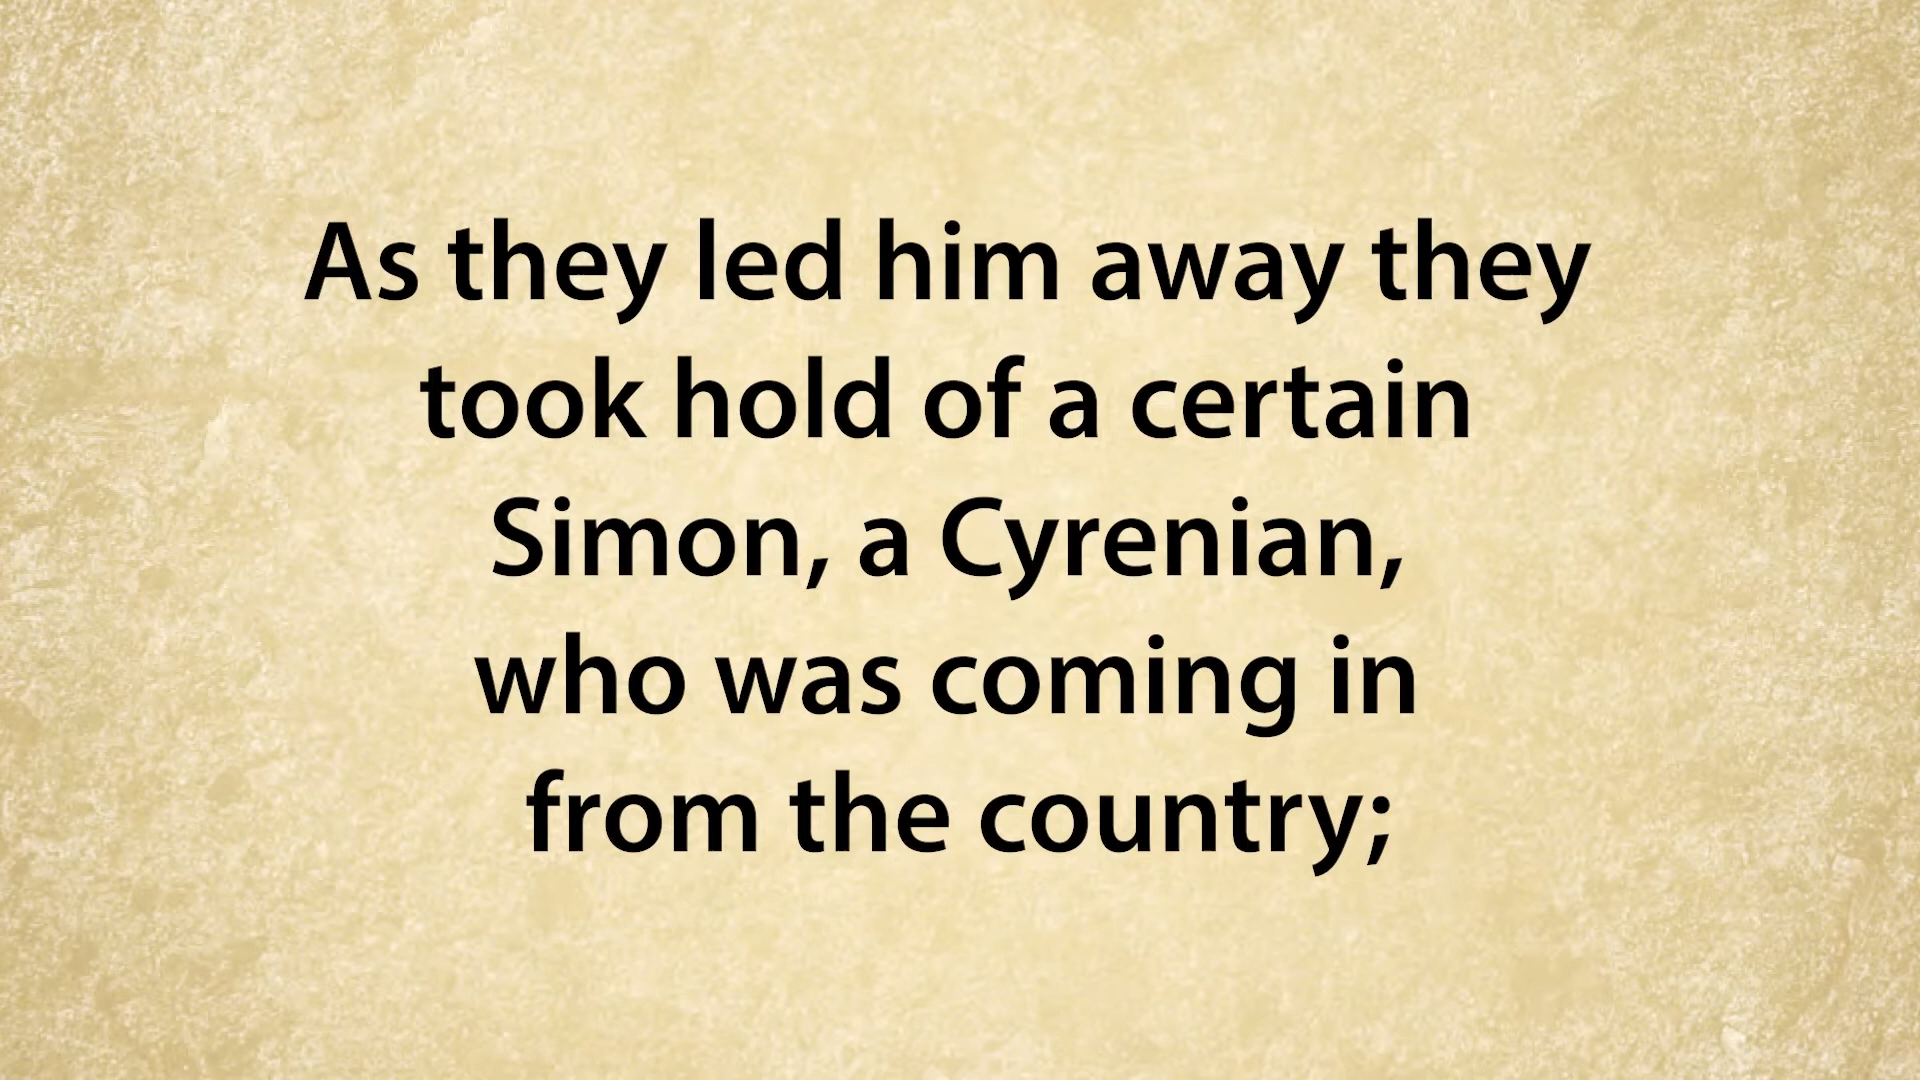 As they led him away they
took hold of a certain
Simon, a Cyrenian,
who was coming in
from the country;